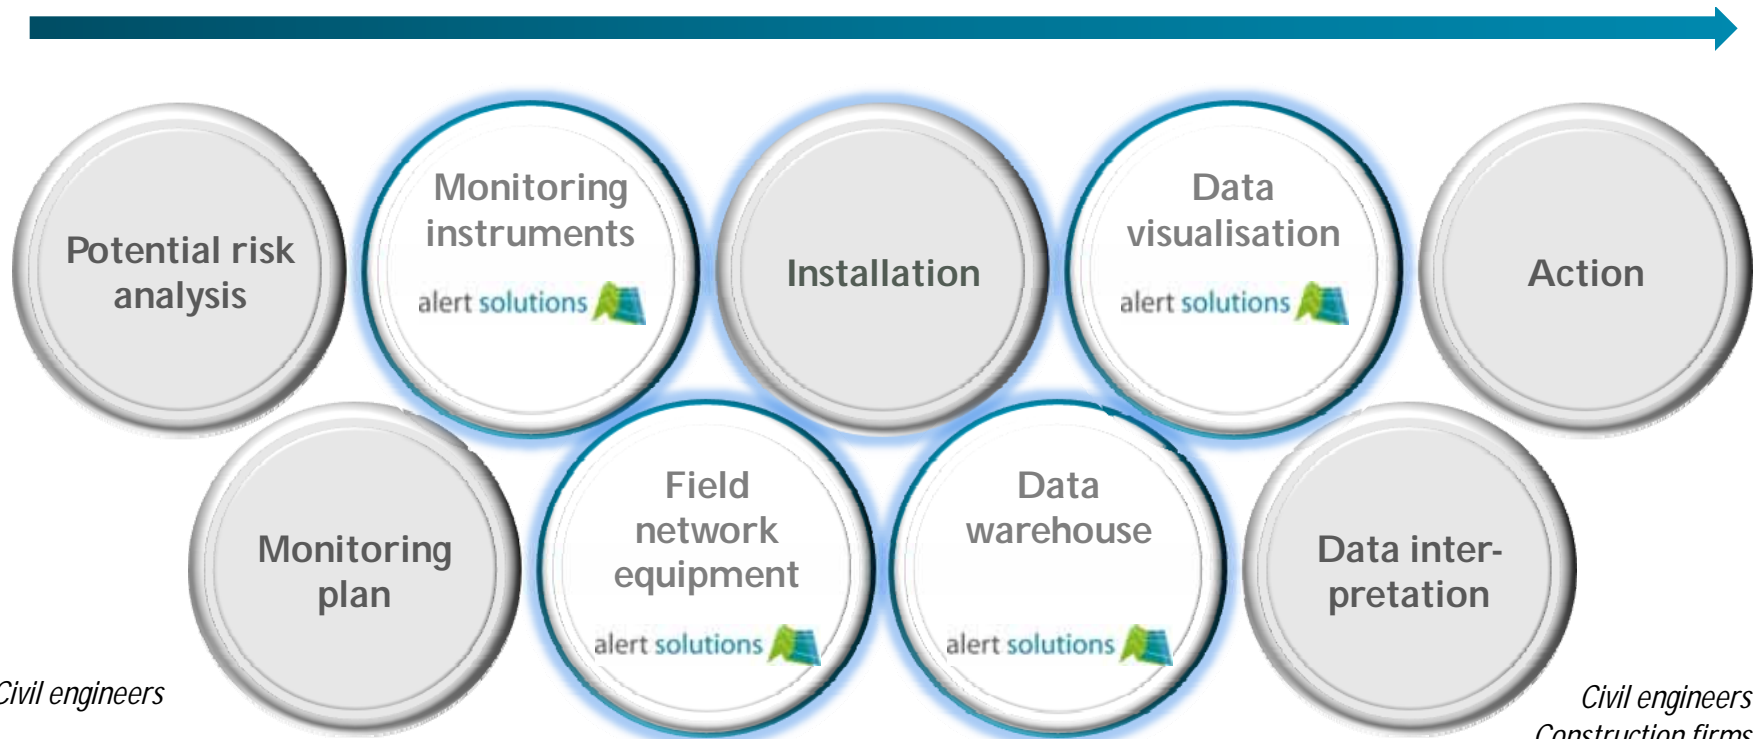 Potential risk
analysis
Monitoring
plan
Monitoring
instruments
alert solutions
Field
network
equipment
alert solutions
Installation
Data
warehouse
alert solutions
Data
visualisation
alert solutions
Data inter-
pretation
Action
Civil engineers
Civil engineers
Construction firms